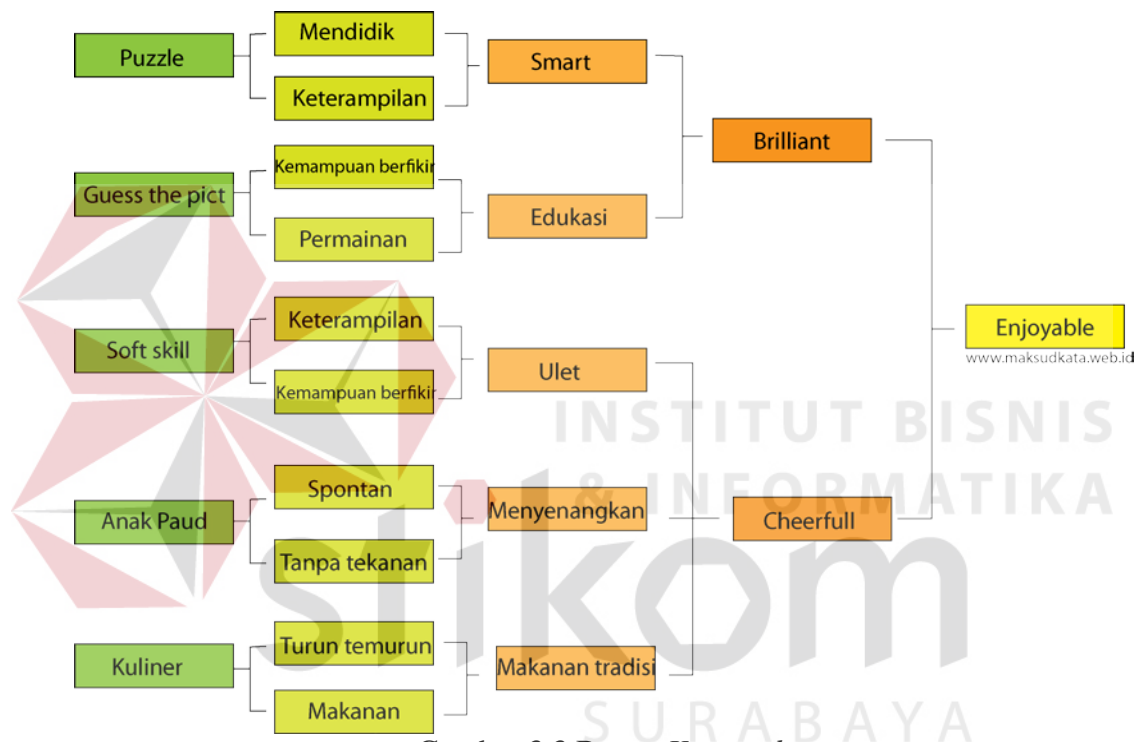 Puzzle
Mendidik
Keterampilan
Smart
Guess the pict
Kemampuan berfikir
Permainan
Edukasi
Brilliant
Soft skill
Keterampilan
Kemampuan berfikir
Ulet
Enjoyable
www.maksudkata.web.id
INSTITUT BISNIS
& INFORMATIKA
Anak Paud
Spontan
Tanpa tekanan
Menyenangkan
Cheerfull
stikom
Kuliner
Turun temurun
Makanan
Makanan tradisi
SURABAYA